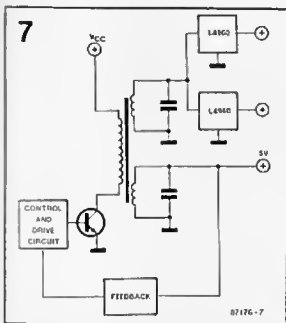 7
VCC
L4960
L4960
5V
CONTROL
AND
DRIVE
CIRCUIT
FEEDBACK
87176-7